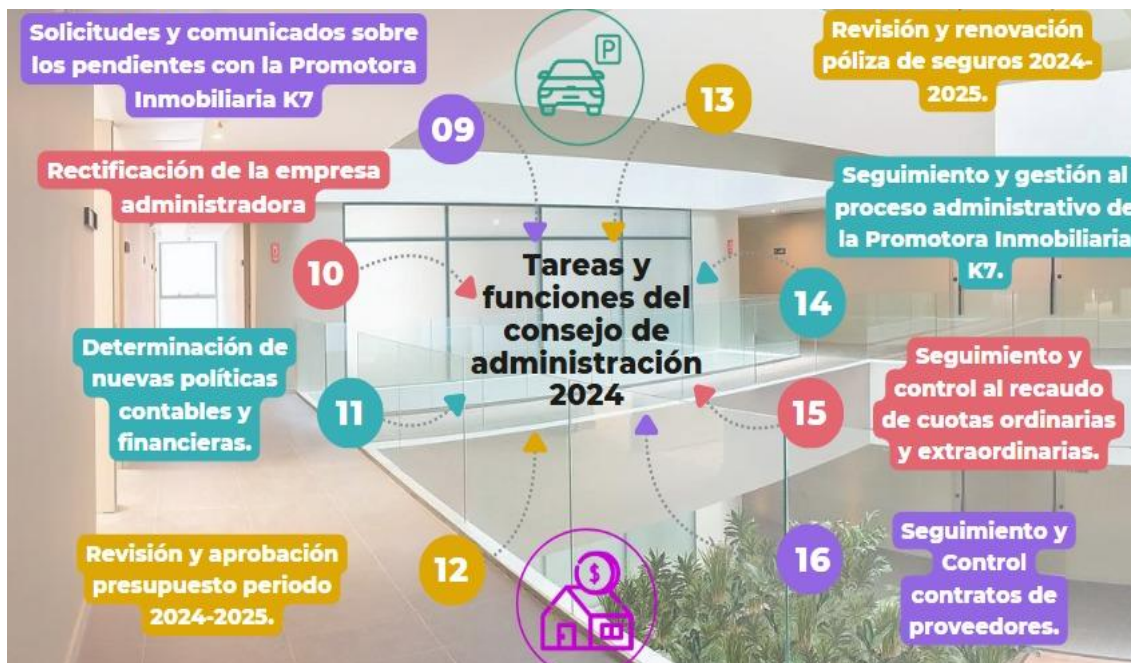 Solicitudes y comunicados sobre
los pendientes con la Promotora
Inmobiliaria K7
09
Rectificación de la empresa
administradora
10
Determinación de
nuevas políticas
contables y
financieras.
11
Revisión y aprobación
presupuesto periodo
2024-2025.
12
Tareas y
funciones del
consejo de
administración
2024
P
$
Revisión y renovación
póliza de seguros 2024-
2025.
13
Seguimiento y gestión al
proceso administrativo de
la Promotora Inmobiliaria
K7.
14
Seguimiento y
control al recaudo
de cuotas ordinarias
y extraordinarias.
15
Seguimiento y
Control
contratos de
proveedores.
16